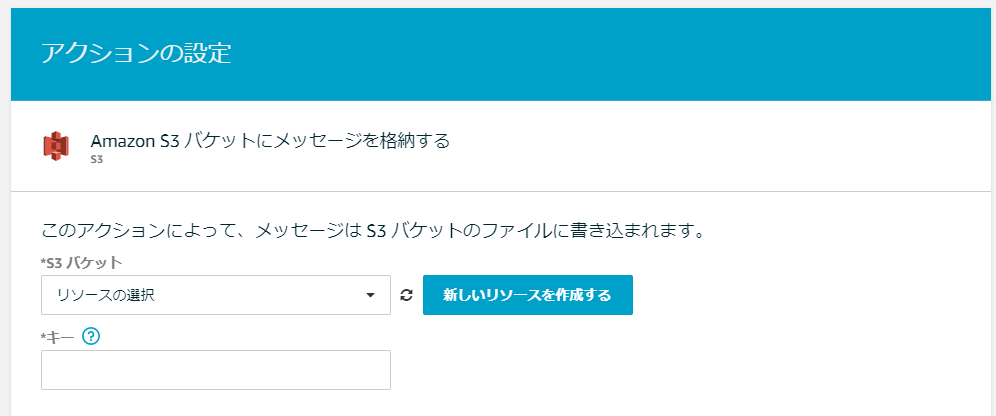 アクションの設定
Amazon S3 バケットにメッセージを格納する
S3
このアクションによって、メッセージは S3 バケットのファイルに書き込まれます。
*S3 バケット
リソースの選択 新しいリソースを作成する
*キー ?